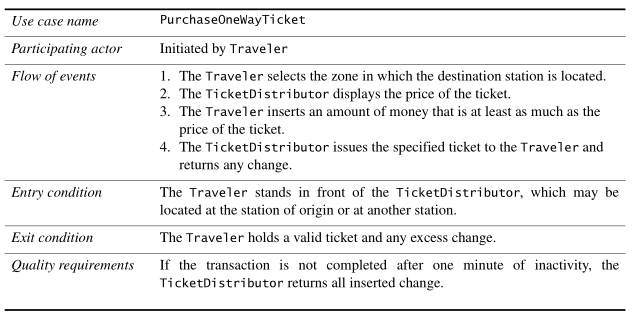 Use case name PurchaseOneWayTicket
Participating actor Initiated by Traveler
Flow of events 1. The Traveler selects the zone in which the destination station is located.
2. The TicketDistributor displays the price of the ticket.
3. The Traveler inserts an amount of money that is at least as much as the
price of the ticket.
4. The TicketDistributor issues the specified ticket to the Traveler and
returns any change.
Entry condition The Traveler stands in front of the TicketDistributor, which may be
located at the station of origin or at another station.
Exit condition The Traveler holds a valid ticket and any excess change.
Quality requirements If the transaction is not completed after one minute of inactivity, the
TicketDistributor returns all inserted change.